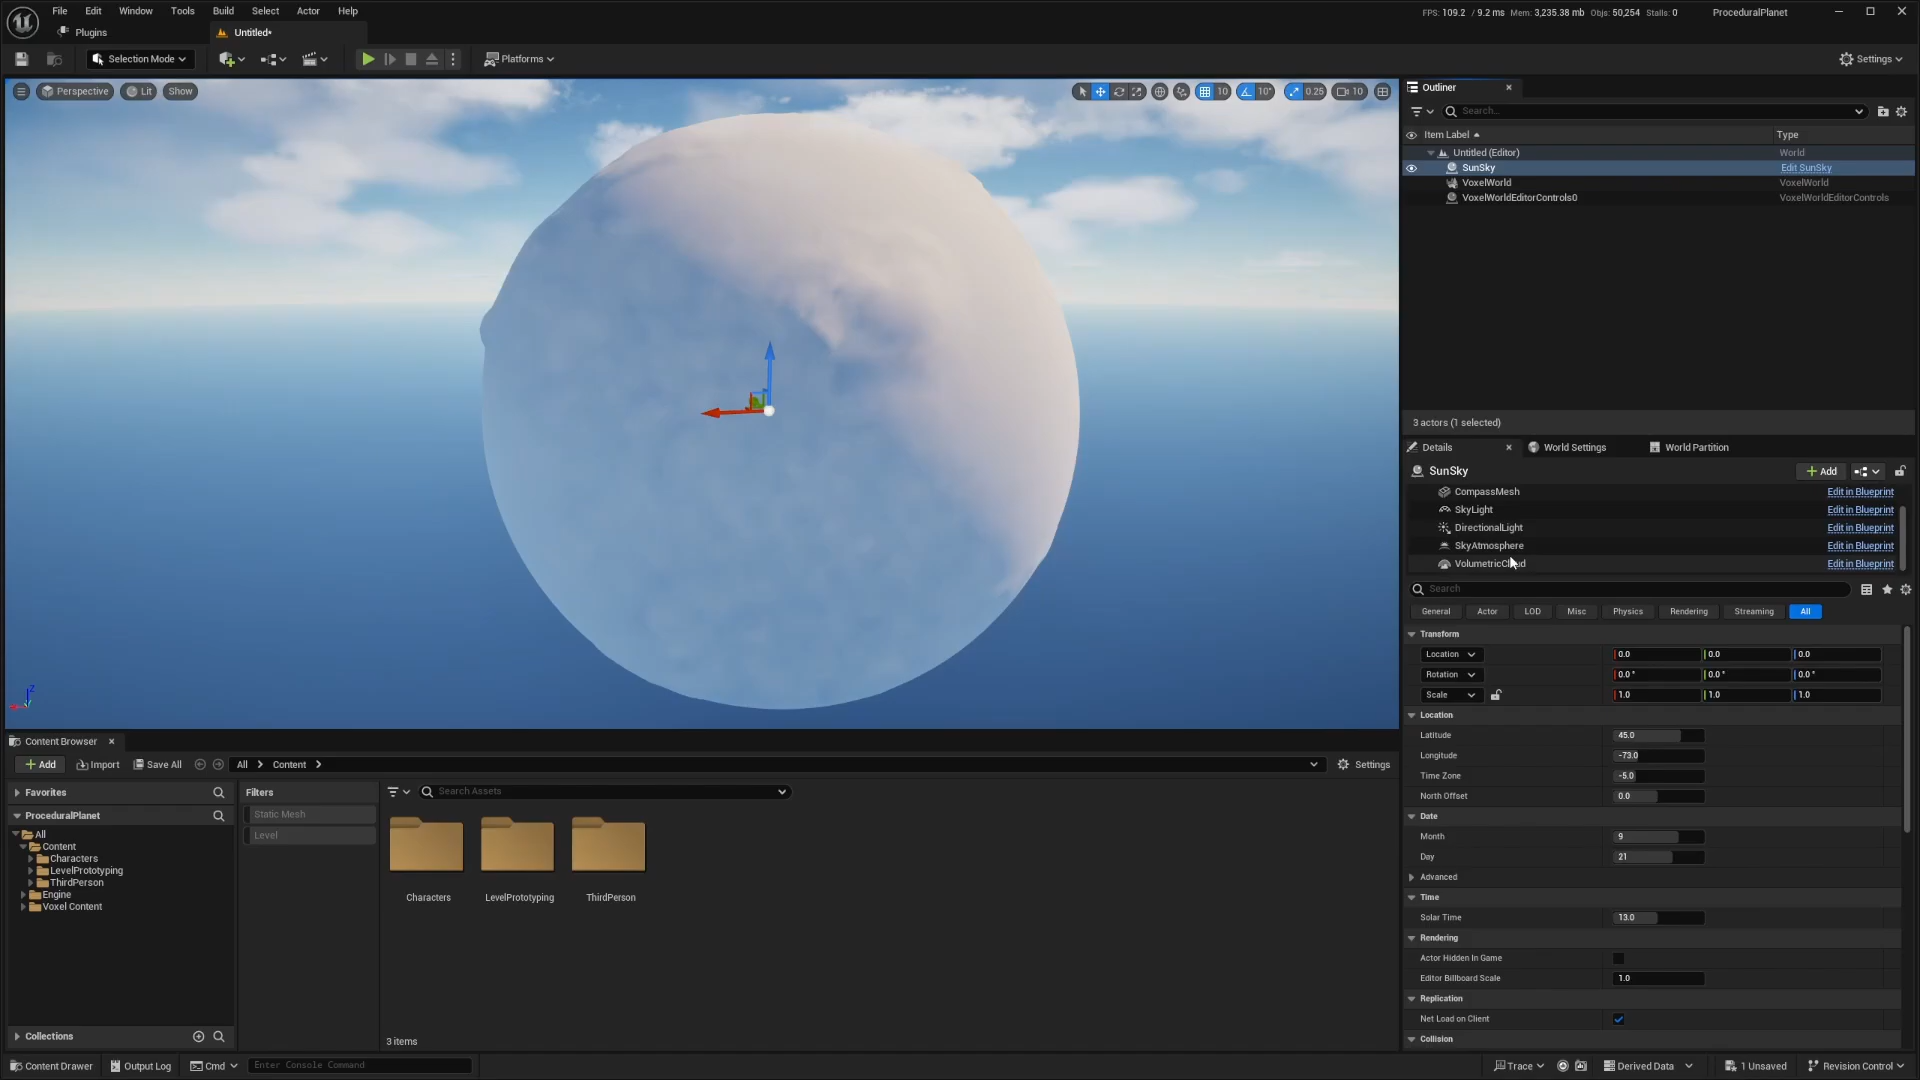 File Edit Window Tools Build Select Actor Help
FPS: 109.2 / 9.2 ms Mem: 3,235.38 mb Objs: 50,254 Stalls: 0 ProceduralPlanet
Plugins
Untitled*
Selection Mode
Platforms
Settings
Perspective Lit Show
10 10° 0.25 10
Outliner
Search...
Item Label Type
Untitled (Editor) World
SunSky Edit SunSky
VoxelWorld VoxelWorld
VoxelWorldEditorControls0 VoxelWorldEditorControls
3 actors (1 selected)
Details World Settings World Partition
SunSky
Add
CompassMesh Edit in Blueprint
SkyLight Edit in Blueprint
DirectionalLight Edit in Blueprint
SkyAtmosphere Edit in Blueprint
VolumetricCloud Edit in Blueprint
Search
General Actor LOD Misc Physics Rendering Streaming All
Transform
Location 0.0 0.0 0.0
Rotation 0.0° 0.0° 0.0°
Scale 1.0 1.0 1.0
Location
Latitude 45.0
Longitude -73.0
Time Zone -5.0
North Offset 0.0
Date
Month 9
Day 21
Advanced
Time
Solar Time 13.0
Rendering
Actor Hidden In Game
Editor Billboard Scale 1.0
Replication
Net Load on Client
Collision
Z
Content Browser
Add Import Save All All Content Settings
Favorites
ProceduralPlanet
All
Content
Characters
LevelPrototyping
ThirdPerson
Engine
Voxel Content
Collections
Filters
Static Mesh
Level
Search Assets
Characters LevelPrototyping ThirdPerson
3 items
Content Drawer Output Log Cmd Enter Console Command
Trace Derived Data 1 Unsaved Revision Control